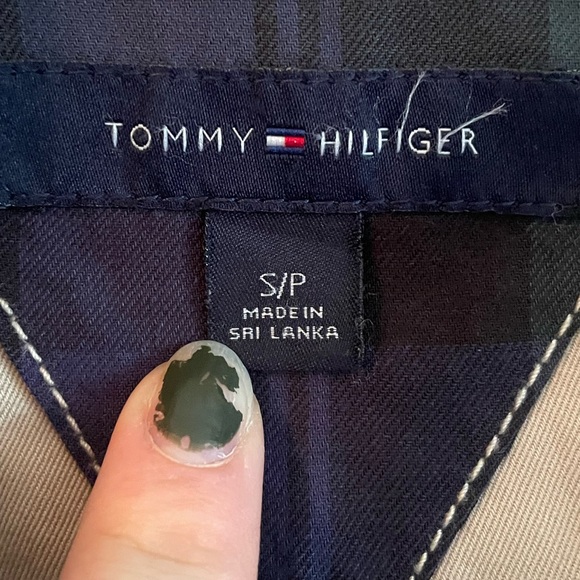 TOMMY HILFIGER
S/P
MADE IN
SRI LANKA